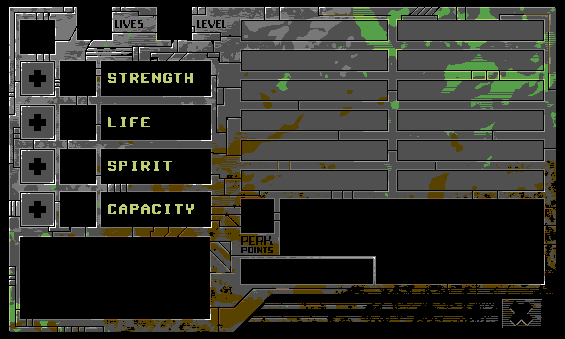 LIVES LEVEL
STRENGTH
LIFE
SPIRIT
CAPACITY
PERK
POINTS